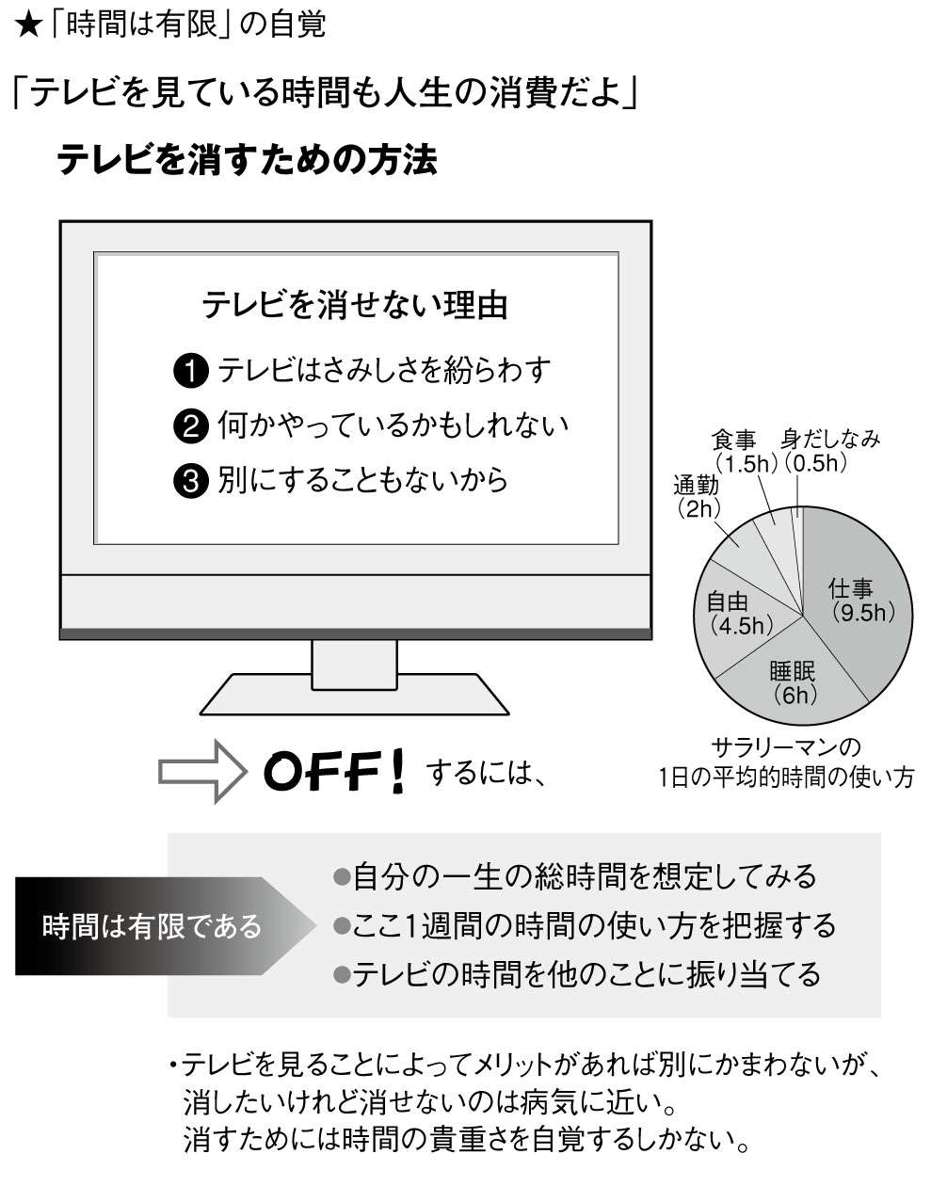 ★「時間は有限」の自覚
「テレビを見ている時間も人生の消費だよ」
テレビを消すための方法
テレビを消せない理由
❶ テレビはさみしさを紛らわす
❷ 何かやっているかもしれない
❸ 別にすることもないから
食事
(1.5h)
身だしなみ
(0.5h)
通勤
(2h)
自由
(4.5h)
仕事
(9.5h)
睡眠
(6h)
サラリーマンの
1日の平均的時間の使い方
OFF! するには、
時間は有限である
●自分の一生の総時間を想定してみる
●ここ1週間の時間の使い方を把握する
●テレビの時間を他のことに振り当てる
・テレビを見ることによってメリットがあれば別にかまわないが、
消したいけれど消せないのは病気に近い。
消すためには時間の貴重さを自覚するしかない。